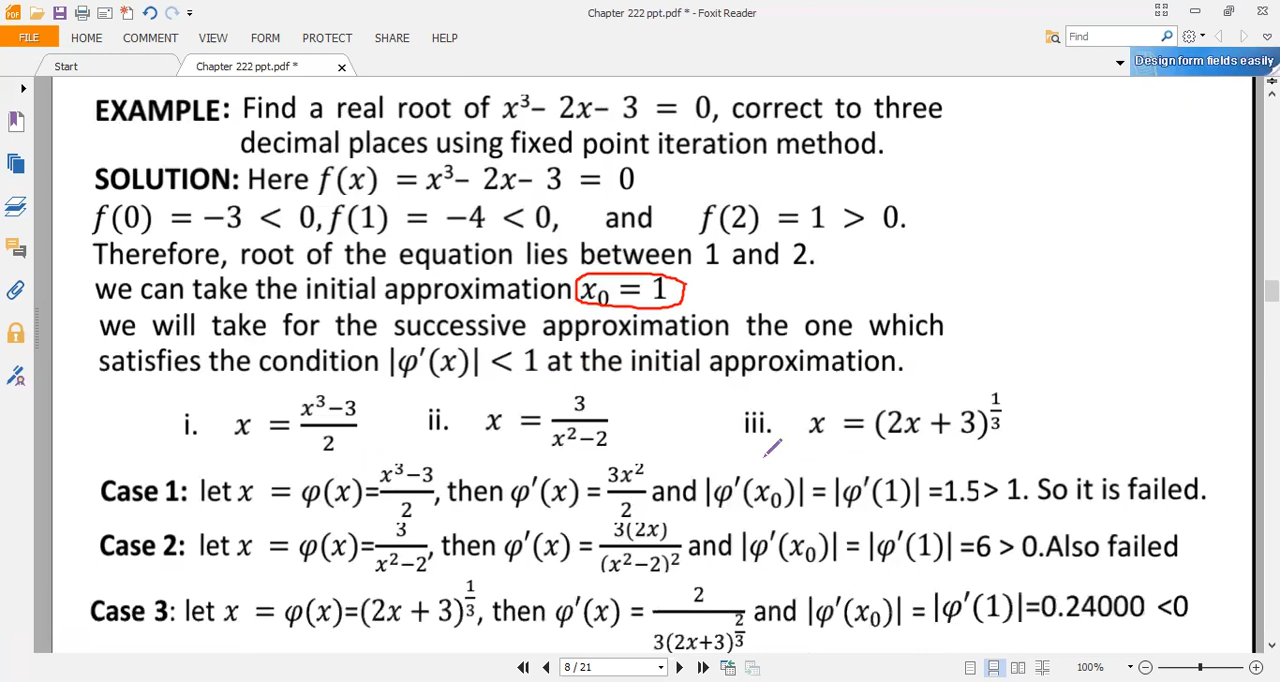 Chapter 222 ppt.pdf * - Foxit Reader
FILE HOME COMMENT VIEW FORM PROTECT SHARE HELP
Find
Start
Chapter 222 ppt.pdf *
Design form fields easily
EXAMPLE: Find a real root of x³− 2x− 3 = 0, correct to three
decimal places using fixed point iteration method.
SOLUTION: Here f(x) = x³− 2x− 3 = 0
f(0) = −3 < 0, f(1) = −4 < 0, and f(2) = 1 > 0.
Therefore, root of the equation lies between 1 and 2.
we can take the initial approximation x₀ = 1
we will take for the successive approximation the one which
satisfies the condition |φ′(x)| < 1 at the initial approximation.
i. x = (x³−3)/2 ii. x = 3/(x²−2) iii. x = (2x + 3)^(1/3)
Case 1: let x = φ(x)=(x³−3)/2, then φ′(x) = 3x²/2 and |φ′(x₀)| = |φ′(1)| =1.5> 1. So it is failed.
Case 2: let x = φ(x)=3/(x²−2), then φ′(x) = 3(2x)/(x²−2)² and |φ′(x₀)| = |φ′(1)| =6 > 0.Also failed
Case 3: let x = φ(x)=(2x + 3)^(1/3), then φ′(x) = 2/(3(2x+3)^(2/3)) and |φ′(x₀)| = |φ′(1)|=0.24000 <0
8 / 21
100%